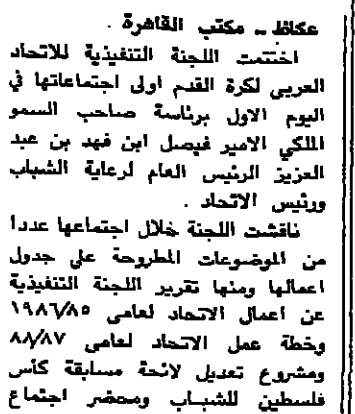 عكاظ ـ مكتب القاهرة .
اختتمت اللجنة التنفيذية للاتحاد
العربي لكرة القدم اولى اجتماعاتها في
اليوم الاول برئاسة صاحب السمو
الملكي الامير فيصل ابن فهد بن عبد
العزيز الرئيس العام لرعاية الشباب
ورئيس الاتحاد .
ناقشت اللجنة خلال اجتماعها عددا
من الموضوعات المطروحة على جدول
اعمالها ومنها تقرير اللجنة التنفيذية
عن اعمال الاتحاد لعامى ١٩٨٦/٨٥
وخطة عمل الاتحاد لعامى ٨٨/٨٧
ومشروع تعديل لائحة مسابقة كأس
فلسطين للشباب ومحضر اجتماع